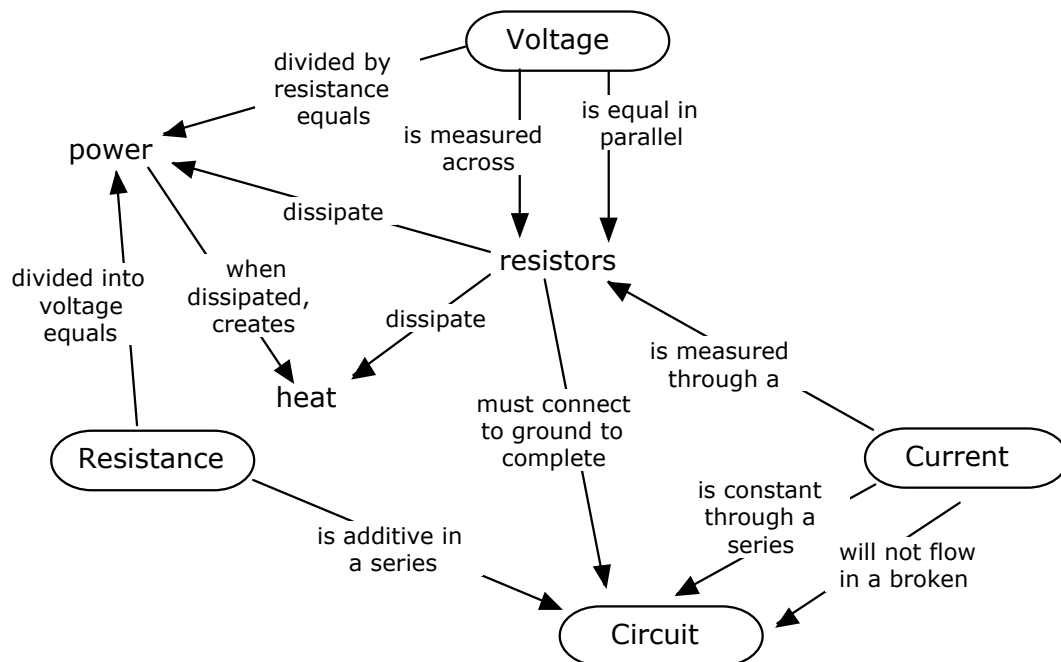 Voltage
divided by
resistance
equals
is equal in
parallel
is measured
across
power
dissipate
resistors
divided into
voltage
equals
when
dissipated,
creates
dissipate
is measured
through a
heat
must connect
to ground to
complete
Resistance
Current
is constant
through a
series
is additive in
a series
will not flow
in a broken
Circuit